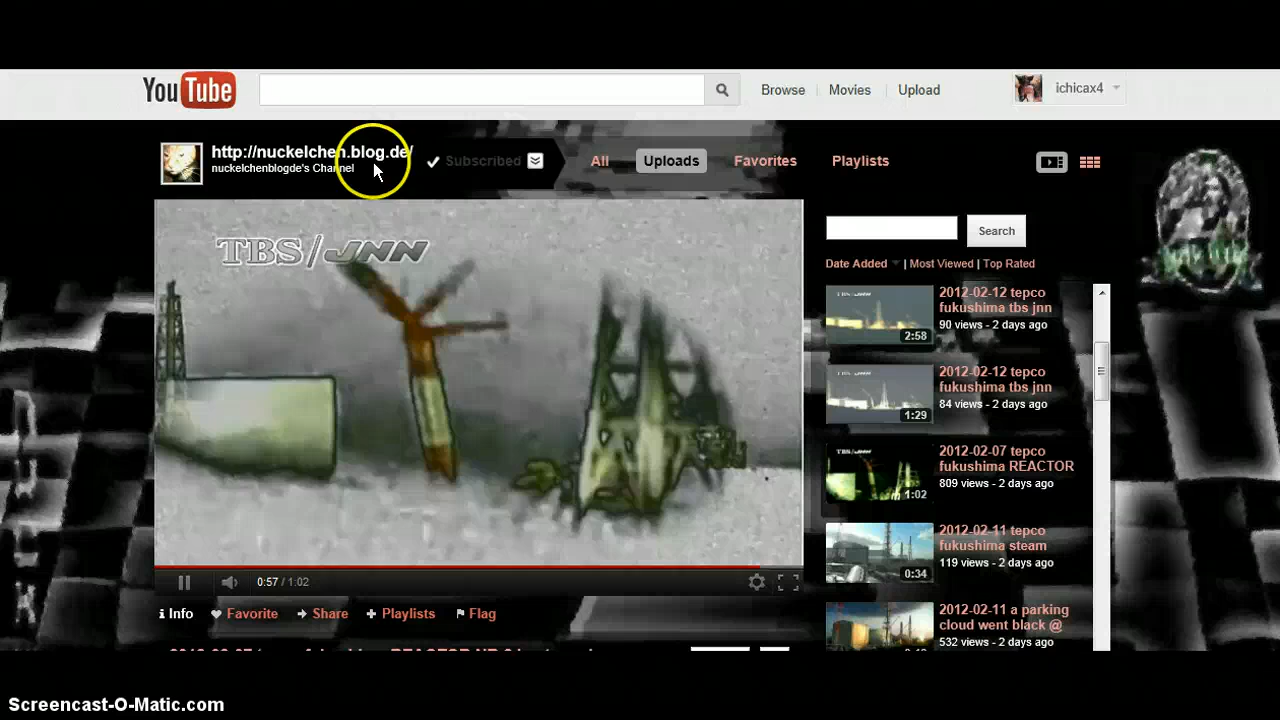 YouTube
Browse
Movies
Upload
ichicax4
http://nuckelchen.blog.de/
nuckelchenblogde's Channel
Subscribed
All
Uploads
Favorites
Playlists
TBS/JNN
Search
Date Added | Most Viewed | Top Rated
2012-02-12 tepco
fukushima tbs jnn
90 views - 2 days ago
2:58
2012-02-12 tepco
fukushima tbs jnn
84 views - 2 days ago
1:29
2012-02-07 tepco
fukushima REACTOR
809 views - 2 days ago
1:02
2012-02-11 tepco
fukushima steam
119 views - 2 days ago
0:34
2012-02-11 a parking
cloud went black @
532 views - 2 days ago
0:57 / 1:02
Info
Favorite
Share
Playlists
Flag
Screencast-O-Matic.com